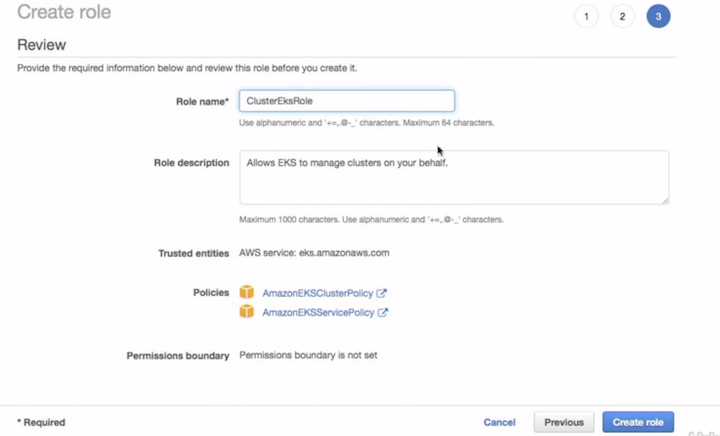 Create role
1 2 3
Review
Provide the required information below and review this role before you create it.
Role name* ClusterEksRole
Use alphanumeric and '+=,.@-_' characters. Maximum 64 characters.
Role description Allows EKS to manage clusters on your behalf.
Maximum 1000 characters. Use alphanumeric and '+=,.@-_' characters.
Trusted entities AWS service: eks.amazonaws.com
Policies AmazonEKSClusterPolicy
AmazonEKSServicePolicy
Permissions boundary Permissions boundary is not set
* Required Cancel Previous Create role